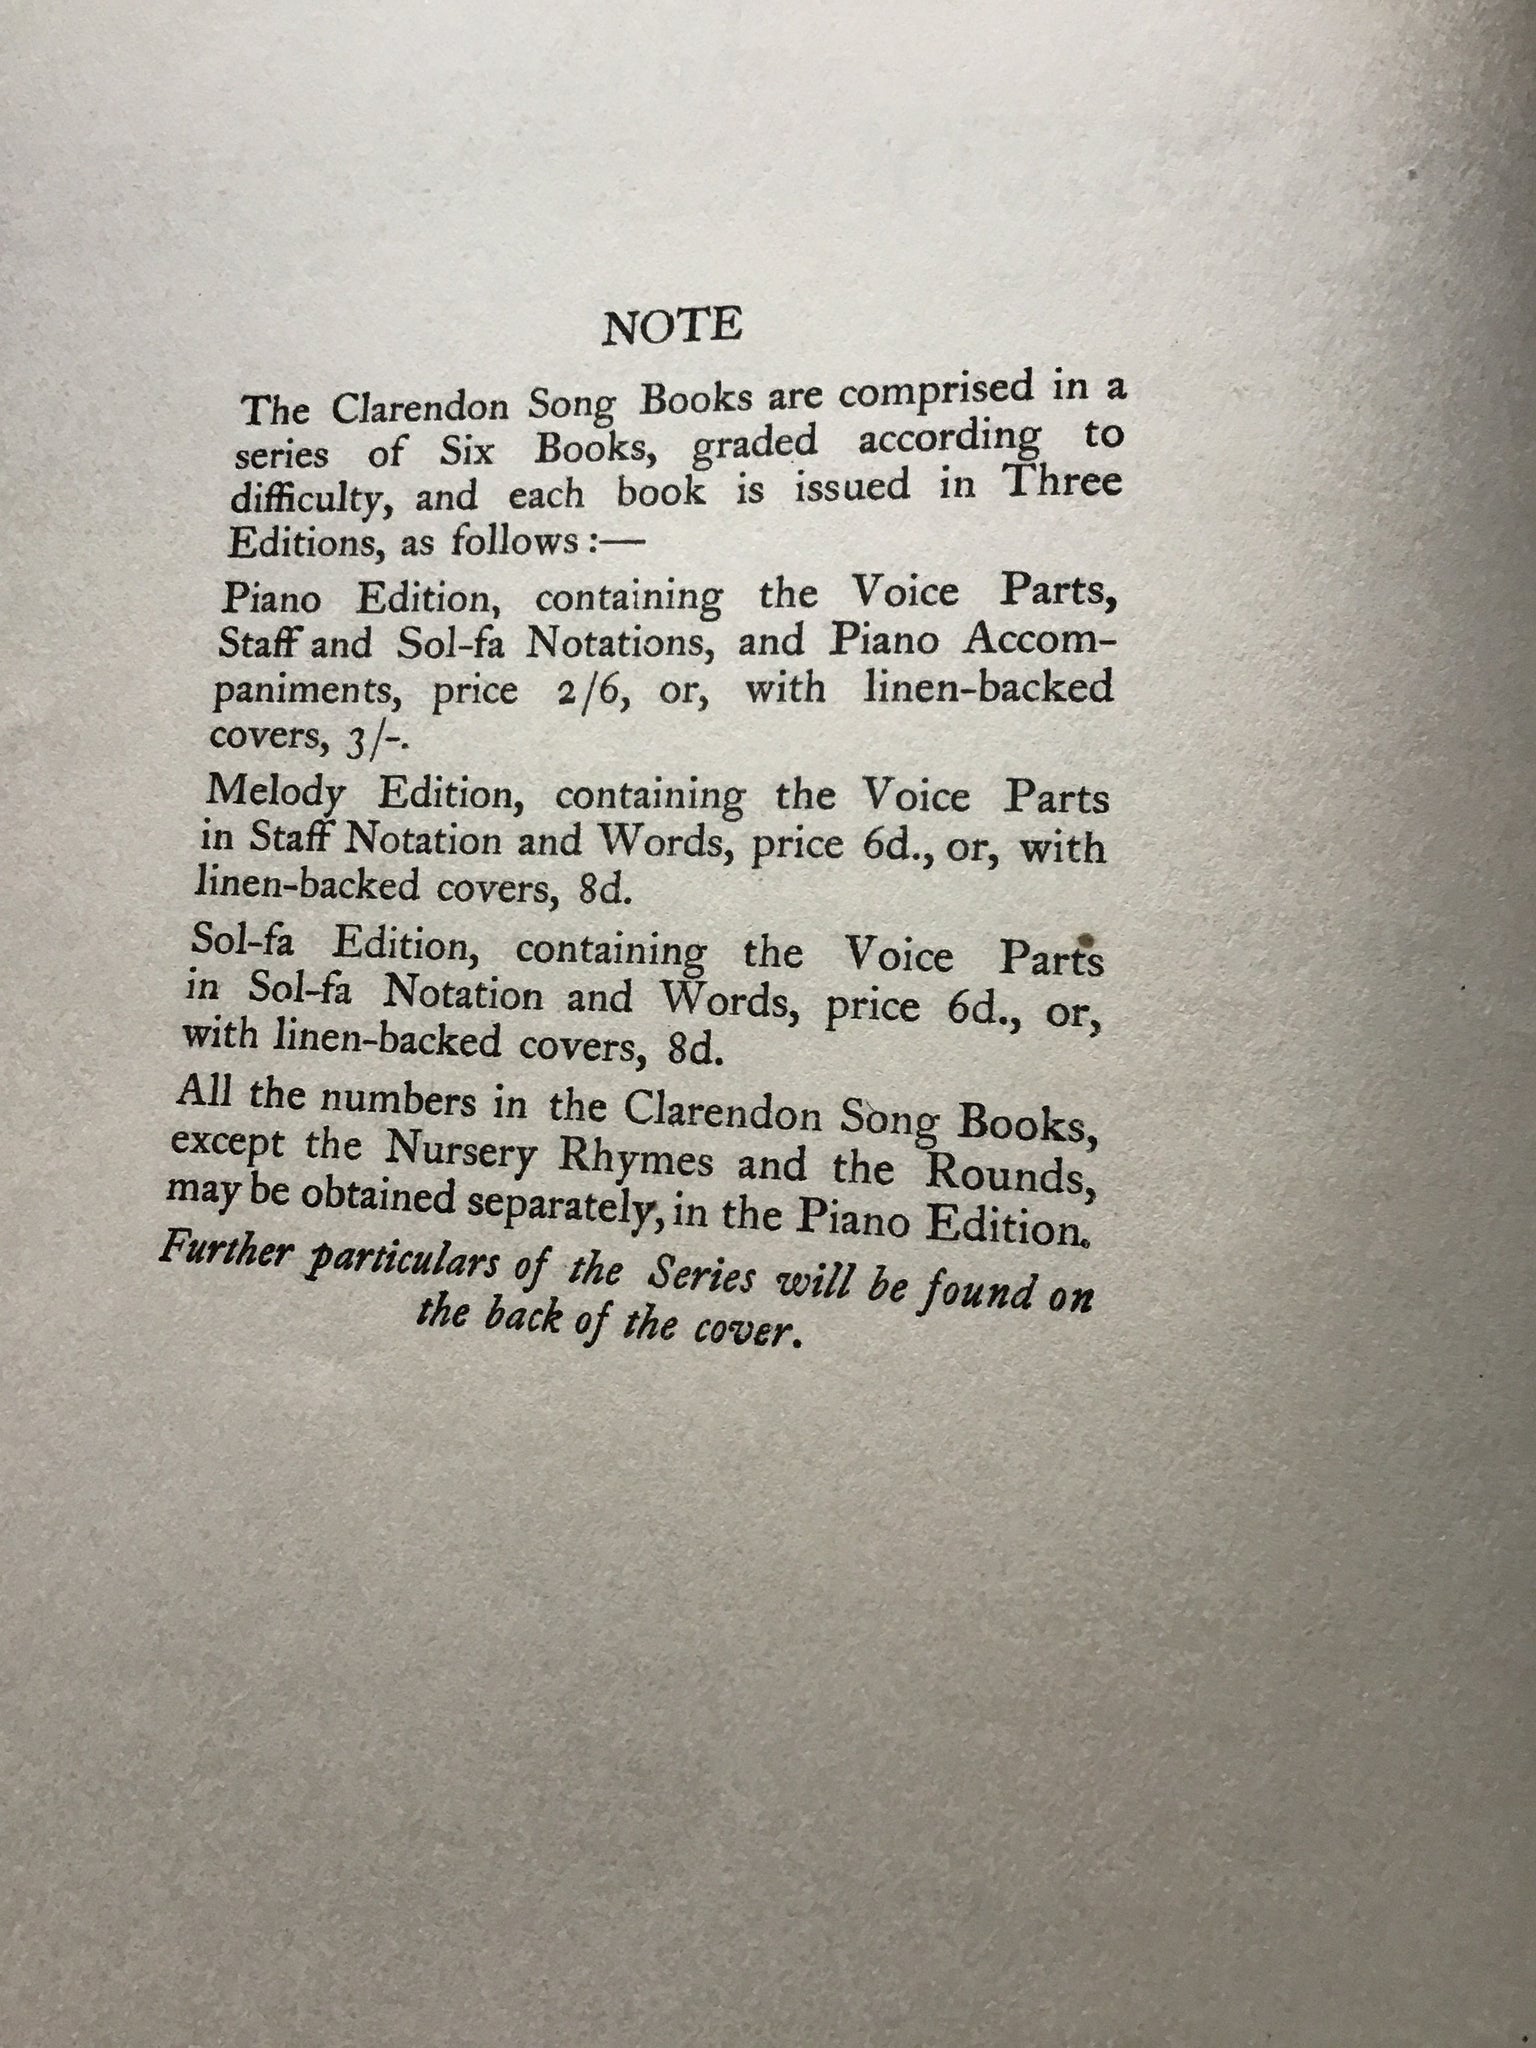 NOTE
The Clarendon Song Books are comprised in a
series of Six Books, graded according to
difficulty, and each book is issued in Three
Editions, as follows :—
Piano Edition, containing the Voice Parts,
Staff and Sol-fa Notations, and Piano Accom-
paniments, price 2/6, or, with linen-backed
covers, 3/-.
Melody Edition, containing the Voice Parts
in Staff Notation and Words, price 6d., or, with
linen-backed covers, 8d.
Sol-fa Edition, containing the Voice Parts
in Sol-fa Notation and Words, price 6d., or,
with linen-backed covers, 8d.
All the numbers in the Clarendon Song Books,
except the Nursery Rhymes and the Rounds,
may be obtained separately, in the Piano Edition.
Further particulars of the Series will be found on
the back of the cover.